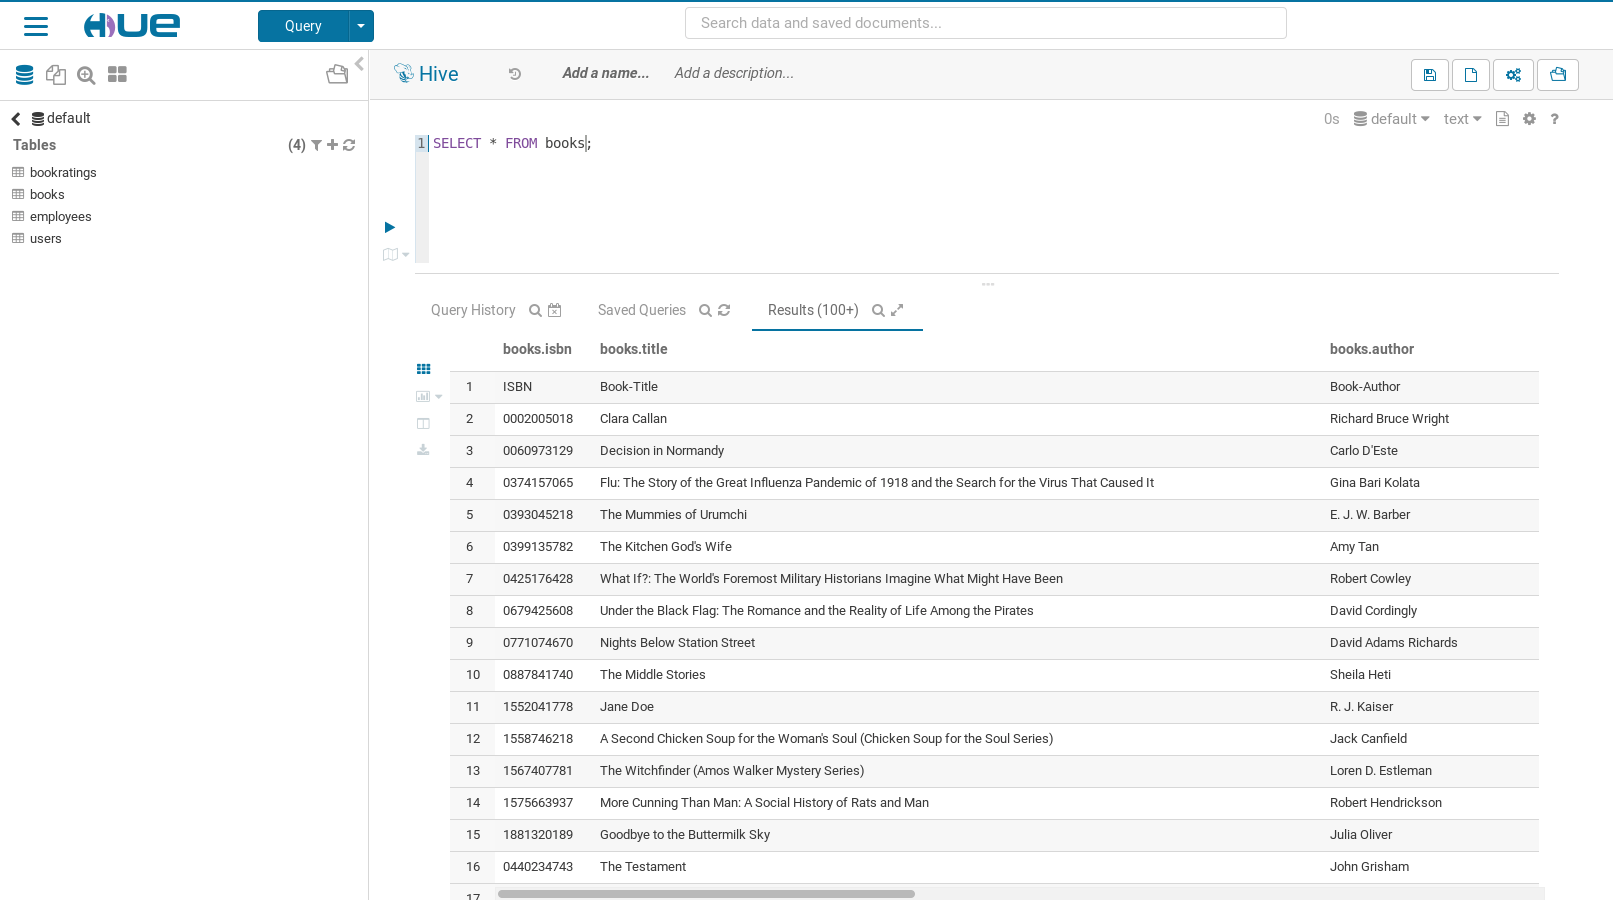 HUE
Query
Search data and saved documents...
Hive
Add a name...
Add a description...
default
Tables
(4)
bookratings
books
employees
users
0s
default
text
?
1
SELECT * FROM books;
Query History
Saved Queries
Results (100+)
books.isbn books.title books.author
1 ISBN Book-Title Book-Author
2 0002005018 Clara Callan Richard Bruce Wright
3 0060973129 Decision in Normandy Carlo D'Este
4 0374157065 Flu: The Story of the Great Influenza Pandemic of 1918 and the Search for the Virus That Caused It Gina Bari Kolata
5 0393045218 The Mummies of Urumchi E. J. W. Barber
6 0399135782 The Kitchen God's Wife Amy Tan
7 0425176428 What If?: The World's Foremost Military Historians Imagine What Might Have Been Robert Cowley
8 0679425608 Under the Black Flag: The Romance and the Reality of Life Among the Pirates David Cordingly
9 0771074670 Nights Below Station Street David Adams Richards
10 0887841740 The Middle Stories Sheila Heti
11 1552041778 Jane Doe R. J. Kaiser
12 1558746218 A Second Chicken Soup for the Woman's Soul (Chicken Soup for the Soul Series) Jack Canfield
13 1567407781 The Witchfinder (Amos Walker Mystery Series) Loren D. Estleman
14 1575663937 More Cunning Than Man: A Social History of Rats and Man Robert Hendrickson
15 1881320189 Goodbye to the Buttermilk Sky Julia Oliver
16 0440234743 The Testament John Grisham
17